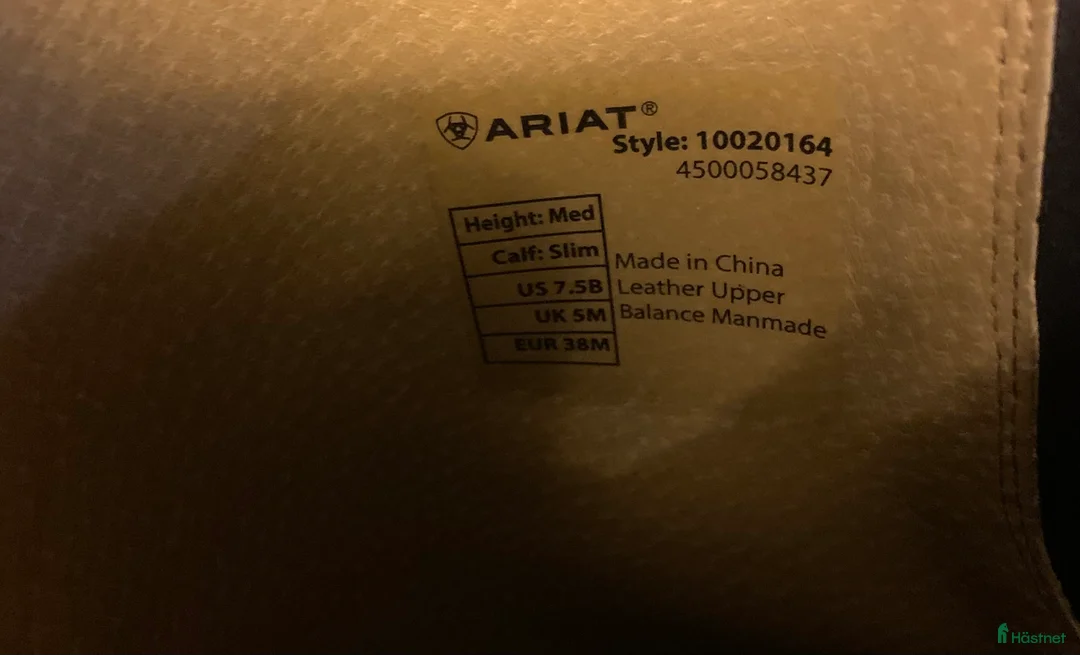 ARIAT®
Style: 10020164
4500058437
Height: Med
Calf: Slim
US 7.5B
UK 5M
EUR 38M
Made in China
Leather Upper
Balance Manmade
Hästnet